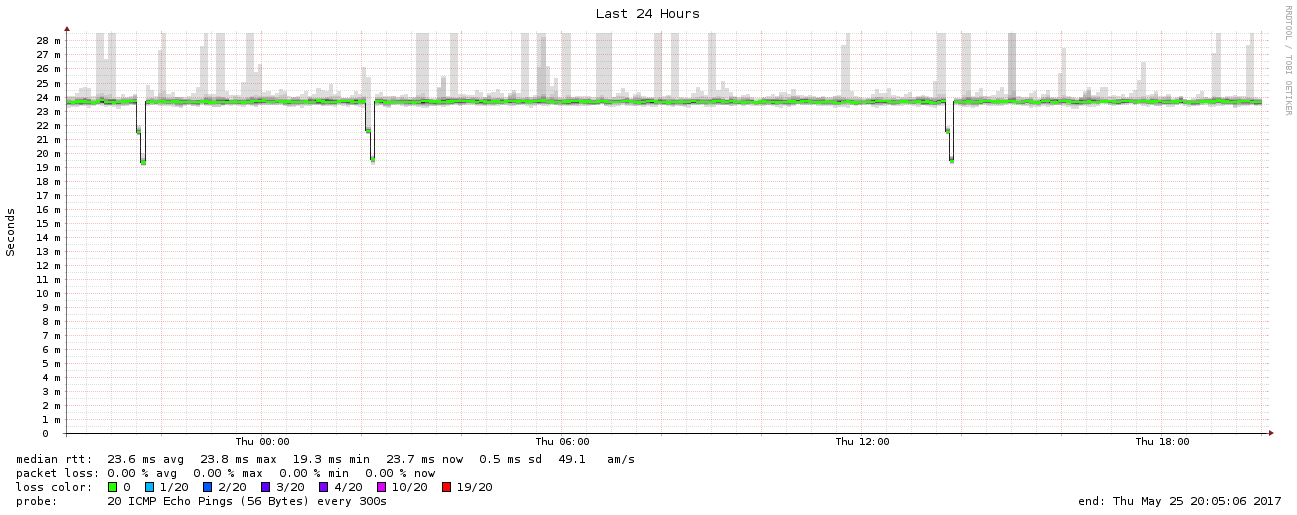 Last 24 Hours
RRDTOOL / TOBI OETIKER
Seconds
28 m
27 m
26 m
25 m
24 m
23 m
22 m
21 m
20 m
19 m
18 m
17 m
16 m
15 m
14 m
13 m
12 m
11 m
10 m
9 m
8 m
7 m
6 m
5 m
4 m
3 m
2 m
1 m
0
Thu 00:00 Thu 06:00 Thu 12:00 Thu 18:00
median rtt: 23.6 ms avg 23.8 ms max 19.3 ms min 23.7 ms now 0.5 ms sd 49.1 am/s
packet loss: 0.00 % avg 0.00 % max 0.00 % min 0.00 % now
loss color: 0 1/20 2/20 3/20 4/20 10/20 19/20
probe: 20 ICMP Echo Pings (56 Bytes) every 300s end: Thu May 25 20:05:06 2017